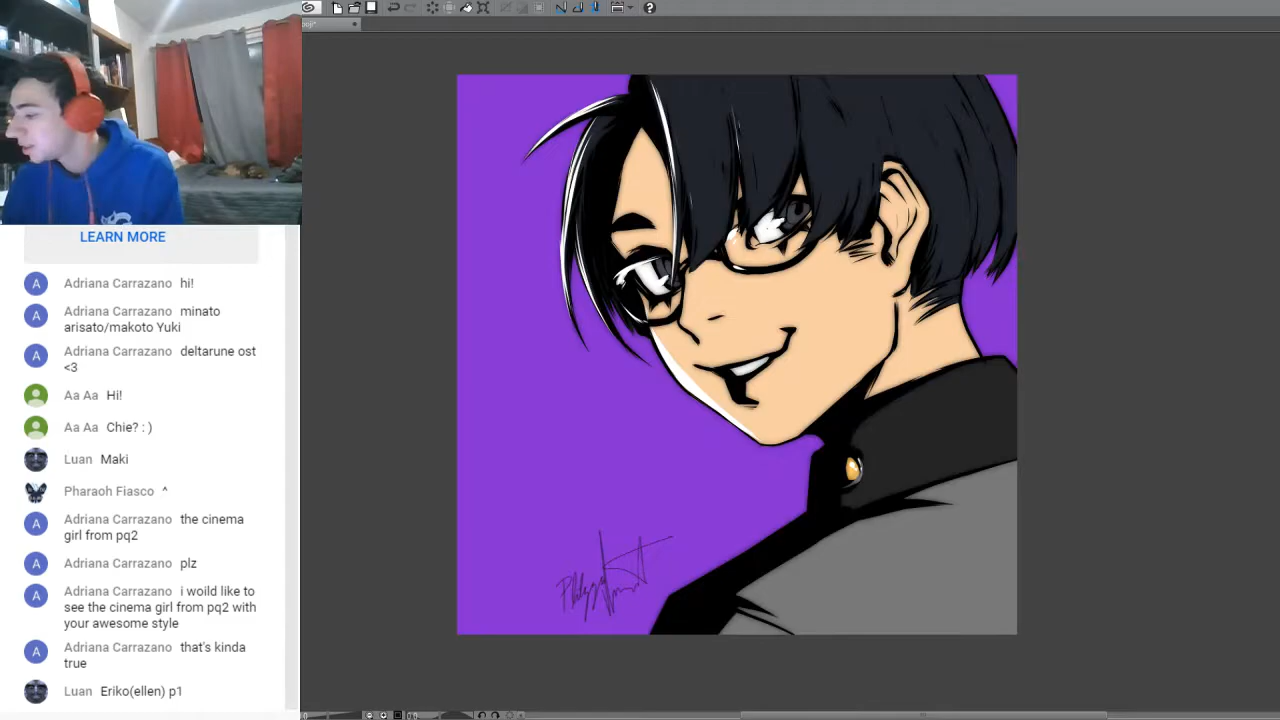 LEARN MORE
Adriana Carrazano hi!
Adriana Carrazano minato
arisato/makoto Yuki
Adriana Carrazano deltarune ost
<3
Aa Aa Hi!
Aa Aa Chie? : )
Luan Maki
Pharaoh Fiasco ^
Adriana Carrazano the cinema
girl from pq2
Adriana Carrazano plz
Adriana Carrazano i woild like to
see the cinema girl from pq2 with
your awesome style
Adriana Carrazano that's kinda
true
Luan Eriko(ellen) p1